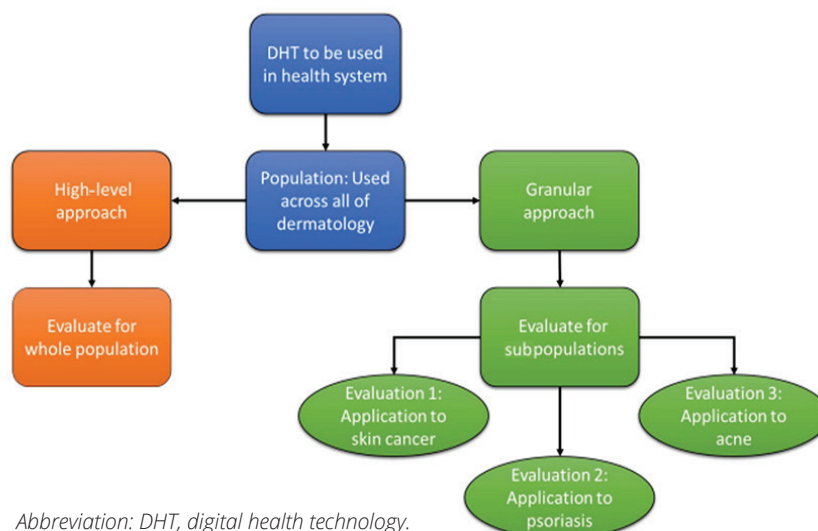 DHT to be used
in health system
High-level
approach
Population: Used
across all of
dermatology
Granular
approach
Evaluate for
whole population
Evaluate for
subpopulations
Evaluation 1:
Application to
skin cancer
Evaluation 3:
Application to
acne
Evaluation 2:
Application to
psoriasis
Abbreviation: DHT, digital health technology.